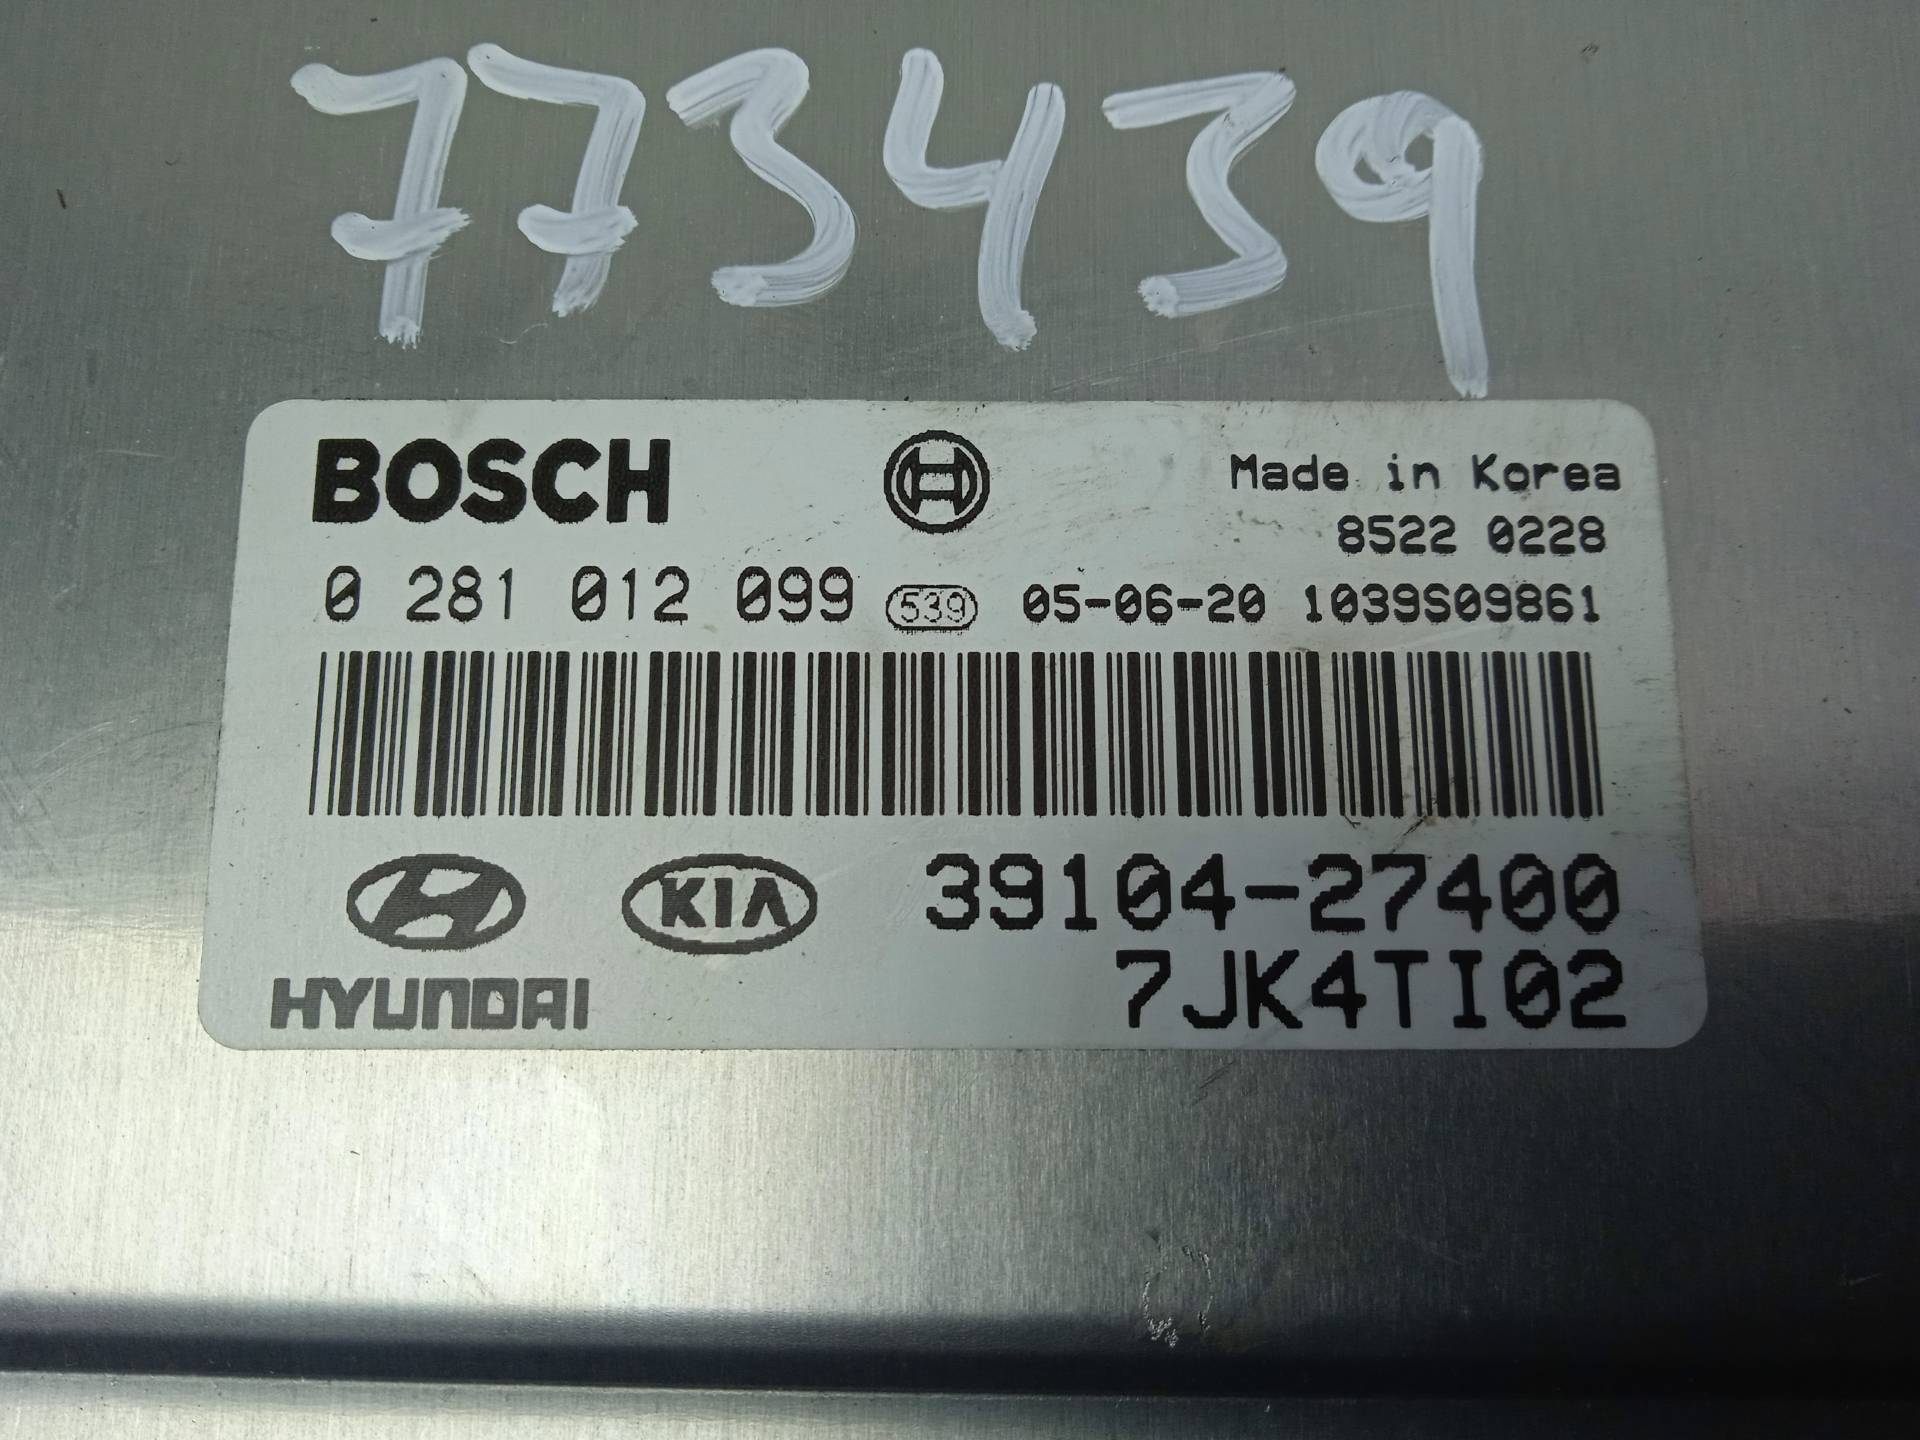 773439
BOSCH Made in Korea
8522 0228
0 281 012 099 539 05-06-20 1039S09861
KIA 39104-27400
HYUNDAI 7JK4TI02